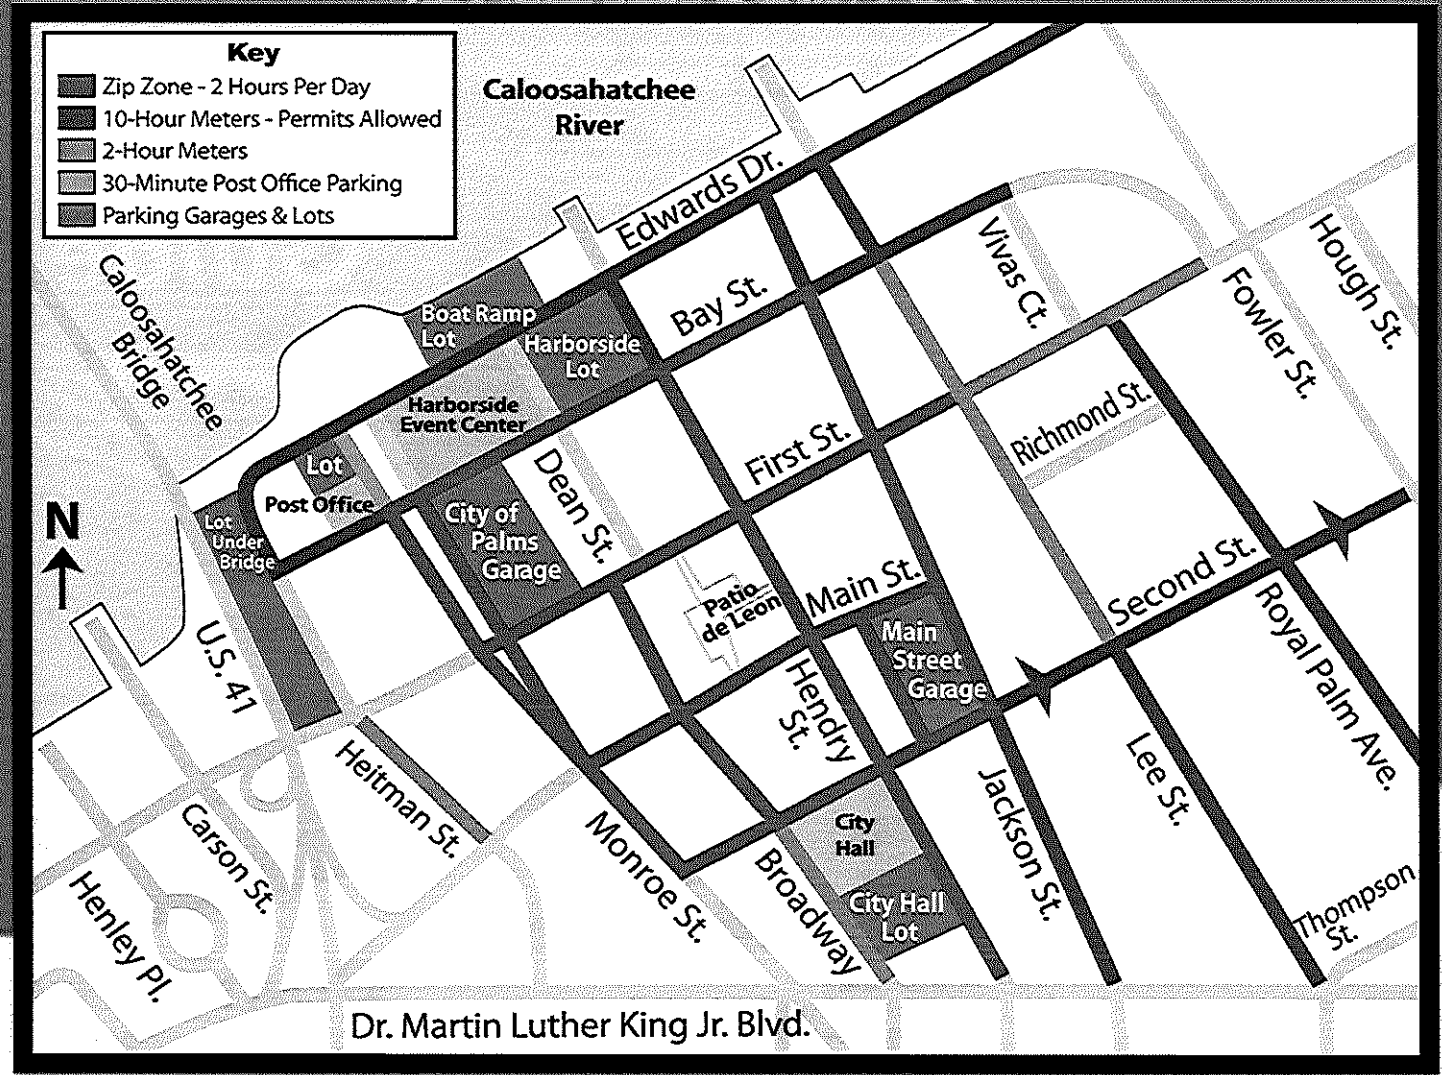 Key
Zip Zone - 2 Hours Per Day
10-Hour Meters - Permits Allowed
2-Hour Meters
30-Minute Post Office Parking
Parking Garages & Lots
Caloosahatchee
River
Caloosahatchee
Bridge
Edwards Dr.
Bay St.
Vivas Ct.
Hough St.
Fowler St.
Boat Ramp
Lot
Harborside
Lot
Harborside
Event Center
First St.
Richmond St.
Lot
Post Office
Dean St.
N
Lot
Under
Bridge
City of
Palms
Garage
Patio
de Leon
Main St.
Second St.
Main
Street
Garage
Royal Palm Ave.
U.S. 41
Hendry
St.
Heitman St.
Lee St.
Jackson St.
Carson St.
Monroe St.
Broadway
City
Hall
City Hall
Lot
Henley Pl.
Thompson
St.
Dr. Martin Luther King Jr. Blvd.